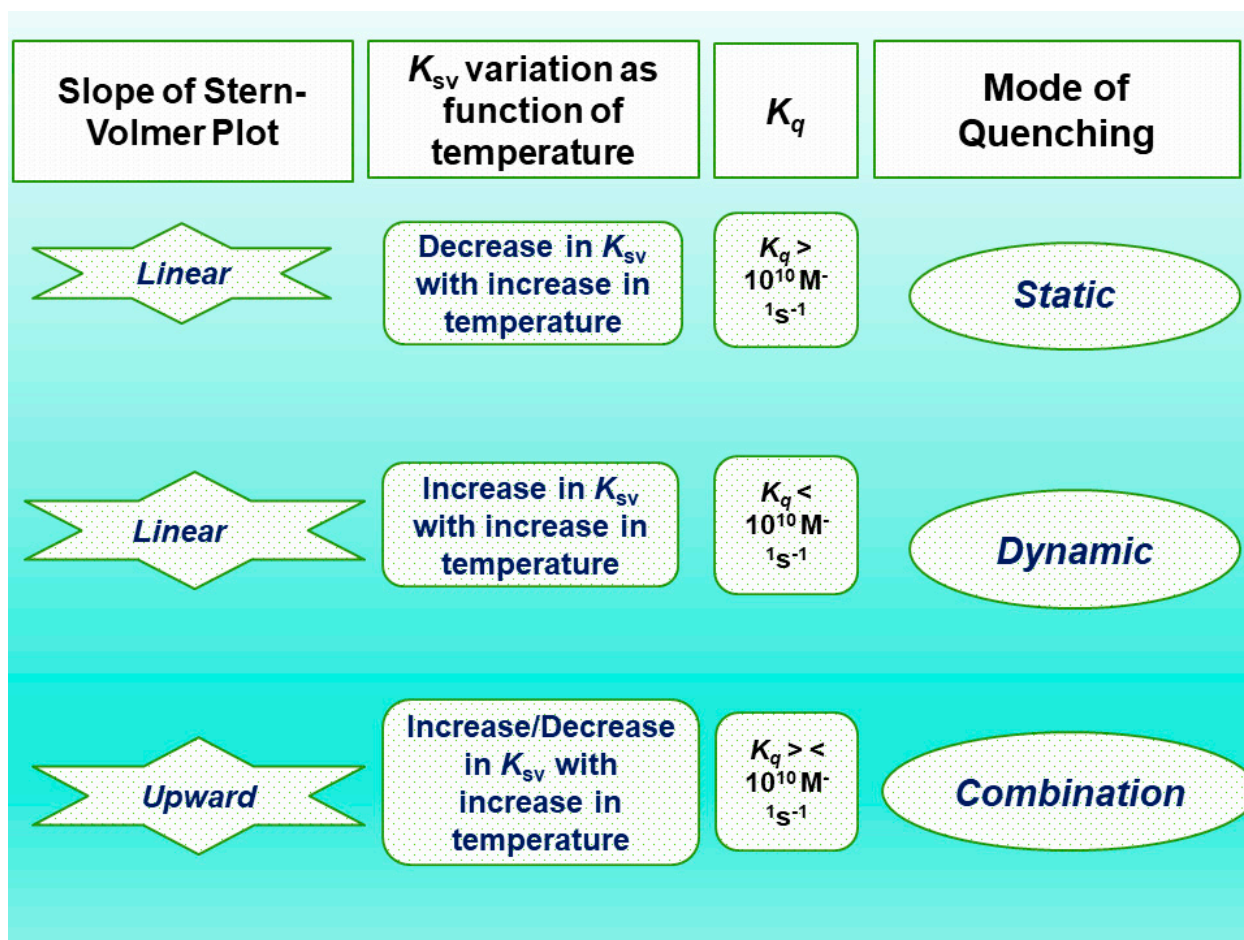 Slope of Stern-
Volmer Plot
Ksv variation as
function of
temperature
Kq
Mode of
Quenching
Linear
Decrease in Ksv
with increase in
temperature
Kq >
10¹⁰ M⁻
¹s⁻¹
Static
Linear
Increase in Ksv
with increase in
temperature
Kq <
10¹⁰ M⁻
¹s⁻¹
Dynamic
Upward
Increase/Decrease
in Ksv with
increase in
temperature
Kq > <
10¹⁰ M⁻
¹s⁻¹
Combination